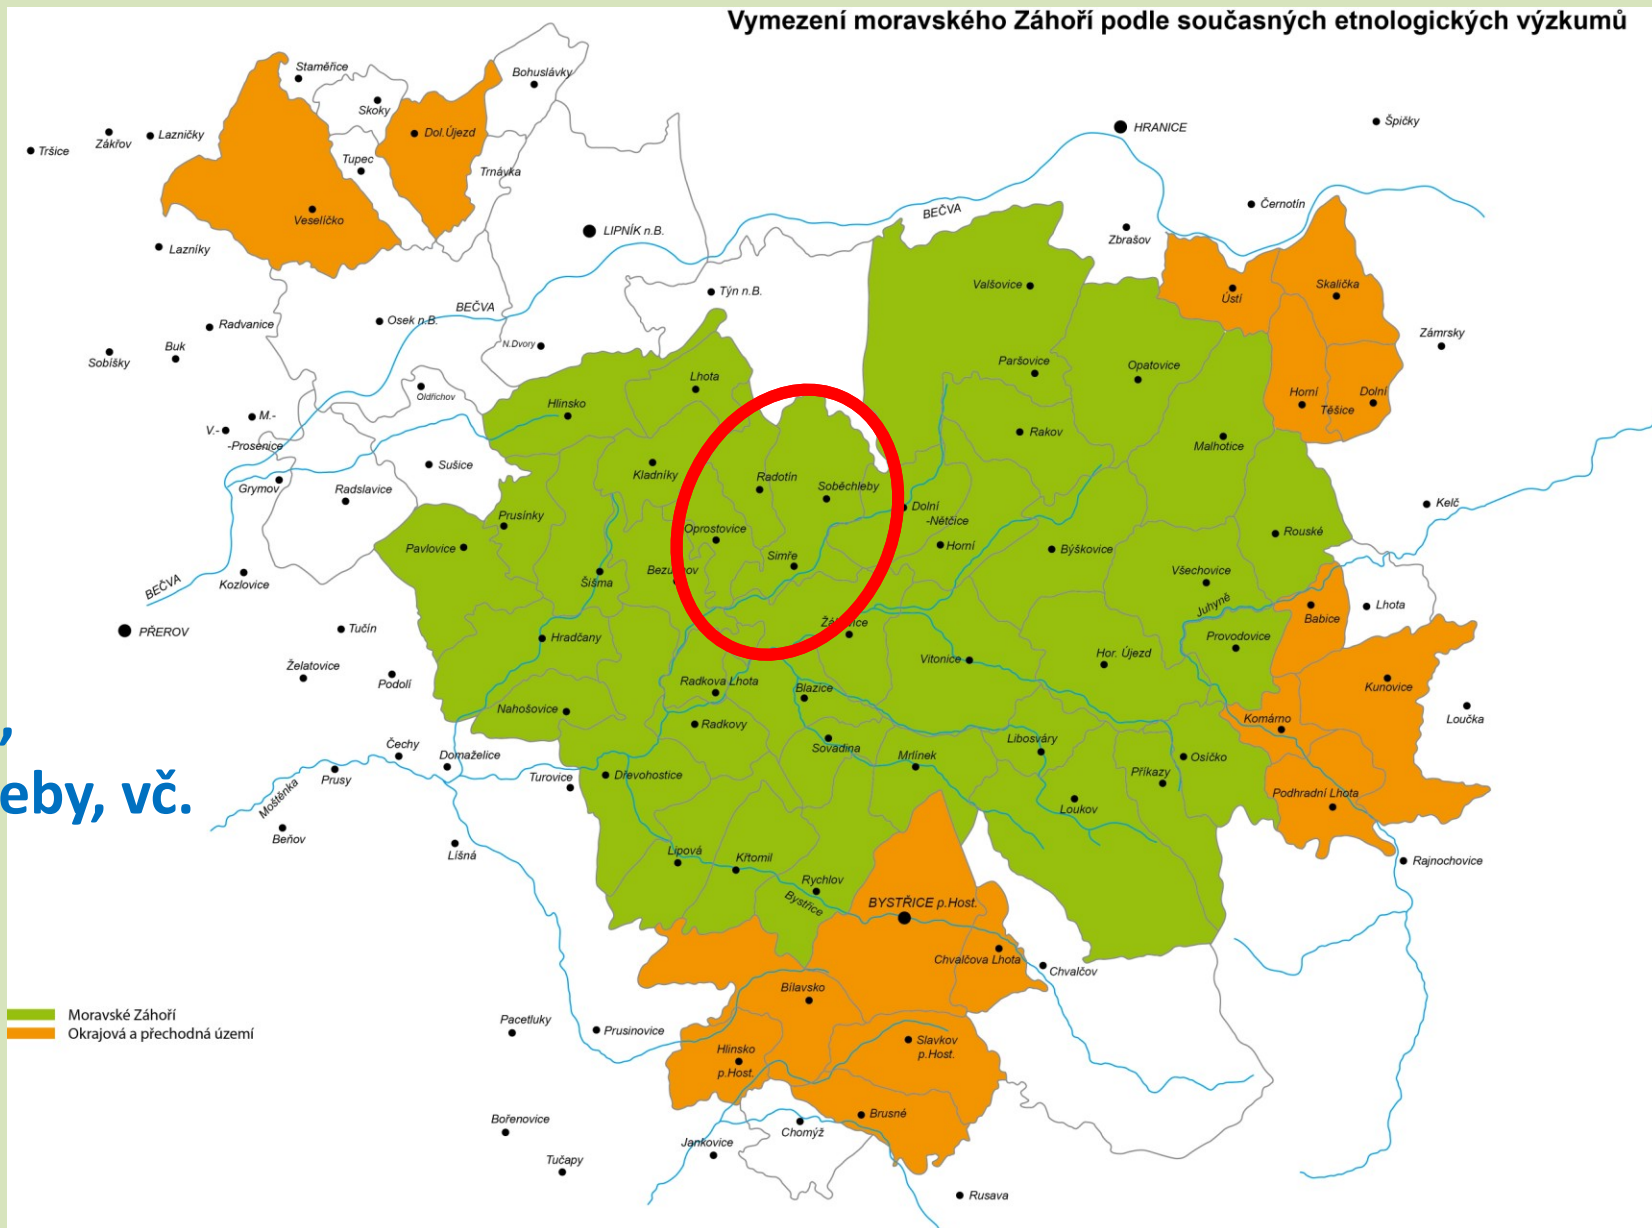 Vymezení moravského Záhoří podle současných etnologických výzkumů
Staměřice
Bohuslávky
Skoky
Dol.Újezd
Tršice
Zákřov
Lazničky
Tupec
Trnávka
HRANICE
Špičky
Veselíčko
Lazníky
LIPNÍK n.B.
BEČVA
Zbrašov
Černotín
Týn n.B.
Valšovice
Ústí
Skalička
BEČVA
Radvanice
Osek n.B.
Zámrsky
Sobíšky
Buk
N.Dvory
Paršovice
Opatovice
Lhota
Oldřichov
Hlinsko
Horní
Dolní
Těšice
V.-
M.-
-Prosenice
Rakov
Malhotice
Sušice
Kladníky
Radotín
Soběchleby
Grymov
Radslavice
Dolní
-Nětčice
Horní
Kelč
Prusínky
Oprostovice
Rouské
Pavlovice
Simře
Býškovice
BEČVA
Kozlovice
Šišma
Všechovice
Juhyně
Lhota
Babice
PŘEROV
Tučín
Hradčany
Provodovice
Želatovice
Podolí
Vitonice
Hor. Újezd
Radkova Lhota
Blazice
Kunovice
Nahošovice
Radkovy
Komárno
Loučka
,
Čechy
Domaželice
Sovadina
Mrlínek
Libosváry
Osíčko
Prusy
Turovice
Dřevohostice
Příkazy
eby, vč.
Moštěnka
Loukov
Podhradní Lhota
Beňov
Líšná
Lipová
Křtomil
Rajnochovice
Rychlov
Bystřice
BYSTŘICE p.Host.
Chvalčova Lhota
Chvalčov
Bílavsko
Moravské Záhoří
Okrajová a přechodná území
Pacetluky
Prusinovice
Slavkov
p.Host.
Hlinsko
p.Host.
Bořenovice
Brusné
Chomýž
Jankovice
Tučapy
Rusava